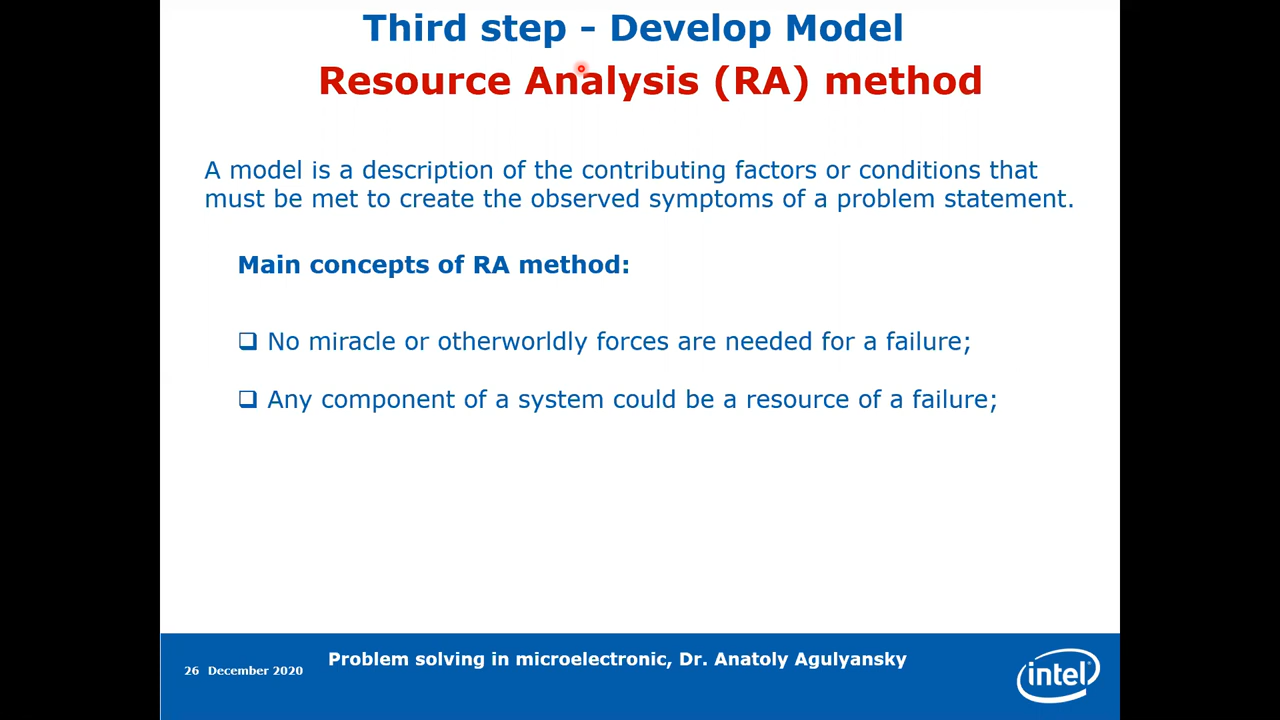 Third step - Develop Model
Resource Analysis (RA) method
A model is a description of the contributing factors or conditions that
must be met to create the observed symptoms of a problem statement.
Main concepts of RA method:
❑ No miracle or otherworldly forces are needed for a failure;
❑ Any component of a system could be a resource of a failure;
26 December 2020
Problem solving in microelectronic, Dr. Anatoly Agulyansky
intel